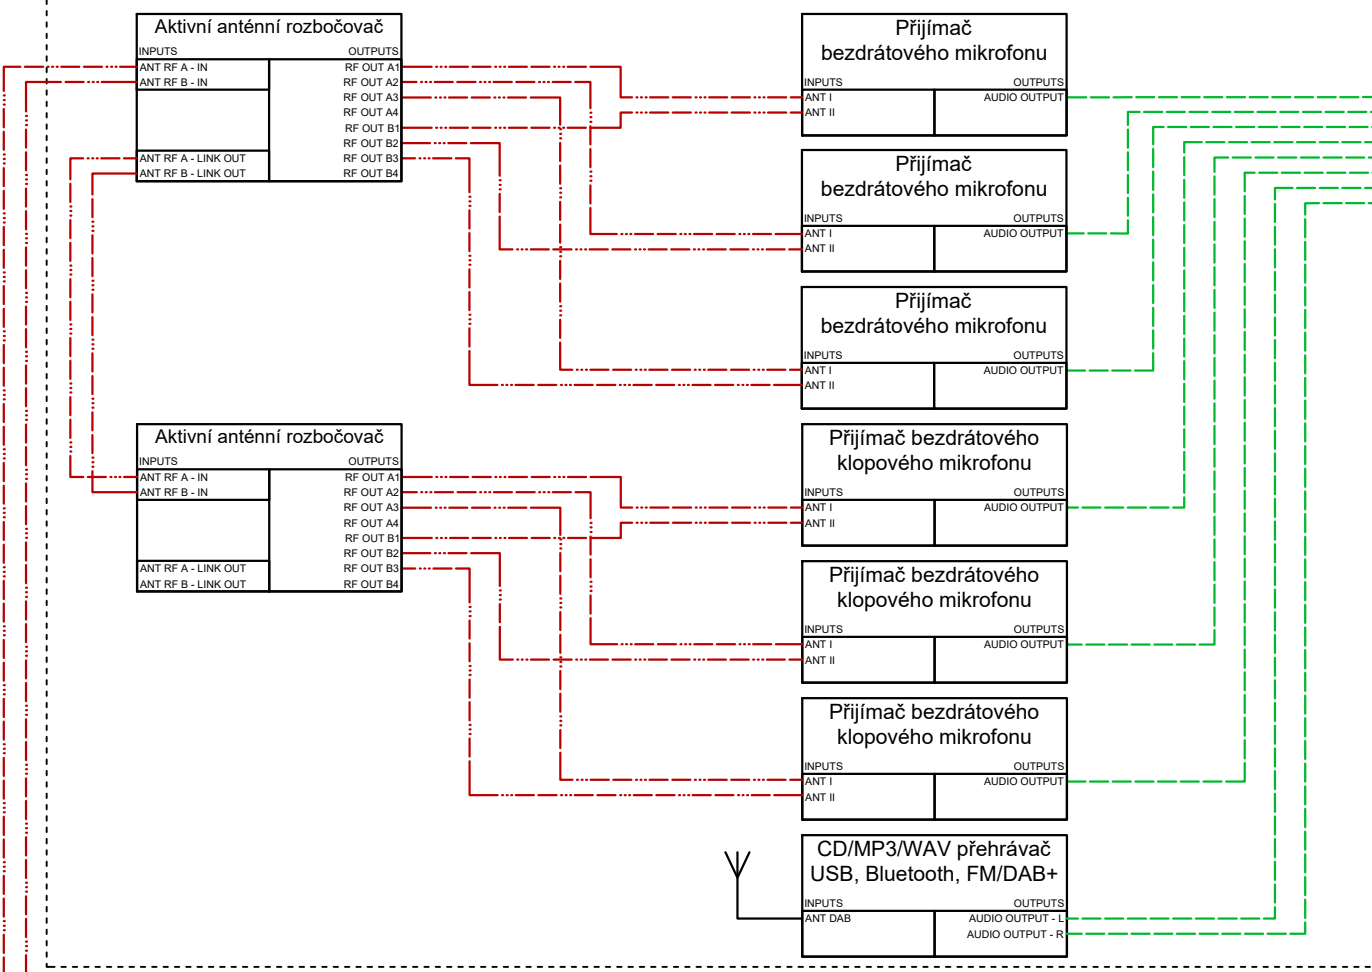 Aktivní anténní rozbočovač
INPUTS OUTPUTS
ANT RF A - IN RF OUT A1
ANT RF B - IN RF OUT A2
RF OUT A3
RF OUT A4
RF OUT B1
RF OUT B2
ANT RF A - LINK OUT RF OUT B3
ANT RF B - LINK OUT RF OUT B4
Přijímač
bezdrátového mikrofonu
INPUTS OUTPUTS
ANT I AUDIO OUTPUT
ANT II
Přijímač
bezdrátového mikrofonu
INPUTS OUTPUTS
ANT I AUDIO OUTPUT
ANT II
Přijímač
bezdrátového mikrofonu
INPUTS OUTPUTS
ANT I AUDIO OUTPUT
ANT II
Aktivní anténní rozbočovač
INPUTS OUTPUTS
ANT RF A - IN RF OUT A1
ANT RF B - IN RF OUT A2
RF OUT A3
RF OUT A4
RF OUT B1
RF OUT B2
ANT RF A - LINK OUT RF OUT B3
ANT RF B - LINK OUT RF OUT B4
Přijímač bezdrátového
klopového mikrofonu
INPUTS OUTPUTS
ANT I AUDIO OUTPUT
ANT II
Přijímač bezdrátového
klopového mikrofonu
INPUTS OUTPUTS
ANT I AUDIO OUTPUT
ANT II
Přijímač bezdrátového
klopového mikrofonu
INPUTS OUTPUTS
ANT I AUDIO OUTPUT
ANT II
CD/MP3/WAV přehrávač
USB, Bluetooth, FM/DAB+
INPUTS OUTPUTS
ANT DAB AUDIO OUTPUT - L
AUDIO OUTPUT - R